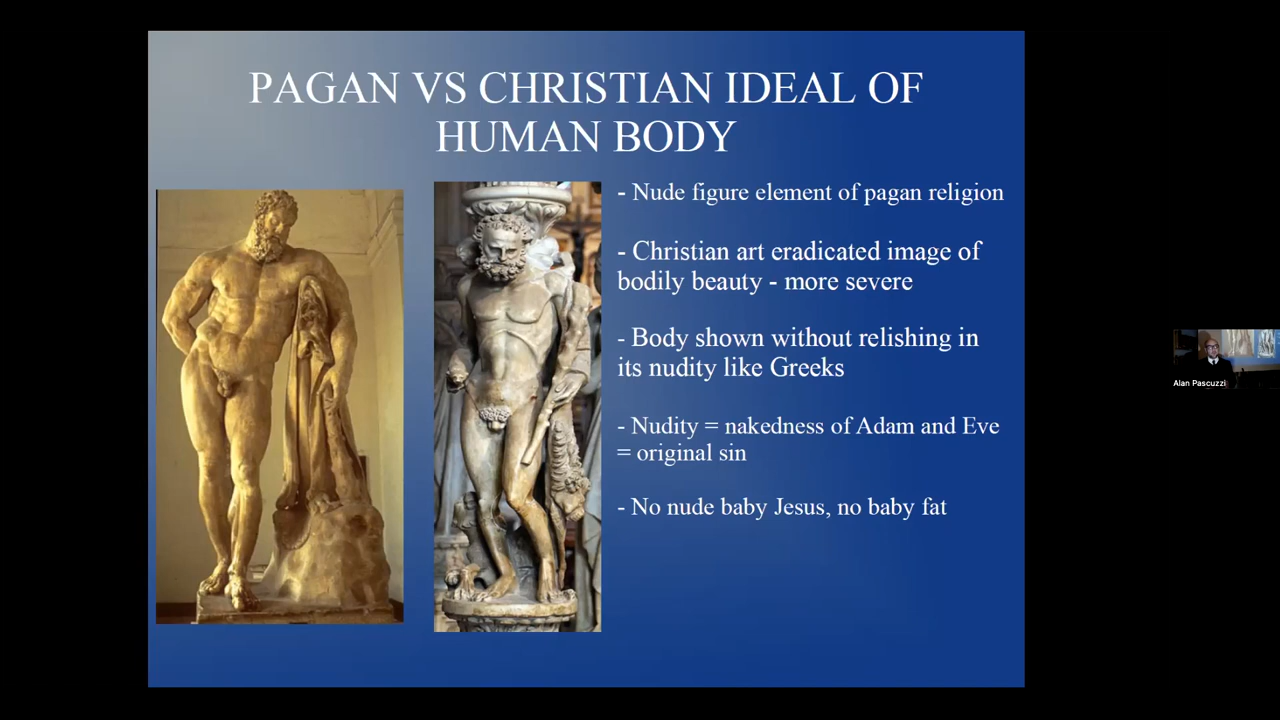 PAGAN VS CHRISTIAN IDEAL OF
HUMAN BODY
- Nude figure element of pagan religion
- Christian art eradicated image of
bodily beauty - more severe
- Body shown without relishing in
its nudity like Greeks
- Nudity = nakedness of Adam and Eve
= original sin
- No nude baby Jesus, no baby fat
Alan Pascuzzi